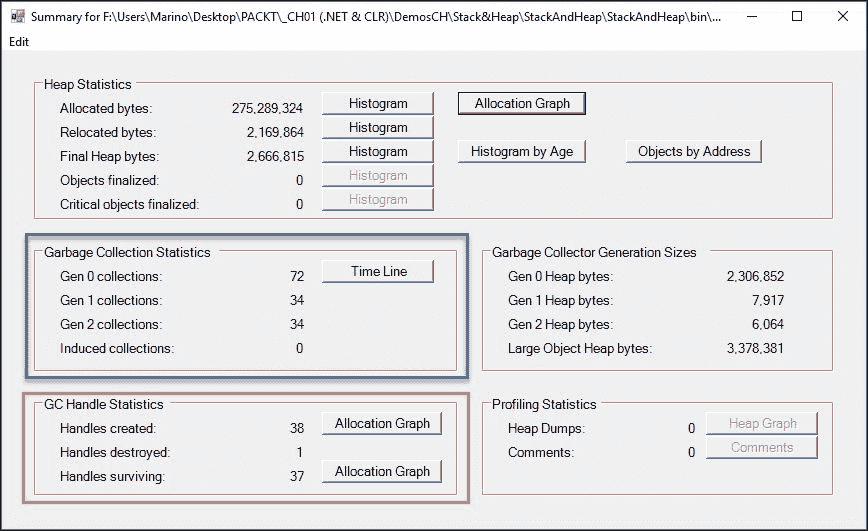 Summary for F:\Users\Marino\Desktop\PACKT\_CH01 (.NET & CLR)\DemosCH\Stack&Heap\StackAndHeap\StackAndHeap\bin\...
Edit
Heap Statistics
Allocated bytes: 275,289,324 Histogram Allocation Graph
Relocated bytes: 2,169,864 Histogram
Final Heap bytes: 2,666,815 Histogram Histogram by Age Objects by Address
Objects finalized: 0 Histogram
Critical objects finalized: 0 Histogram
Garbage Collection Statistics
Gen 0 collections: 72 Time Line
Gen 1 collections: 34
Gen 2 collections: 34
Induced collections: 0
Garbage Collector Generation Sizes
Gen 0 Heap bytes: 2,306,852
Gen 1 Heap bytes: 7,917
Gen 2 Heap bytes: 6,064
Large Object Heap bytes: 3,378,381
GC Handle Statistics
Handles created: 38 Allocation Graph
Handles destroyed: 1
Handles surviving: 37 Allocation Graph
Profiling Statistics
Heap Dumps: 0 Heap Graph
Comments: 0 Comments